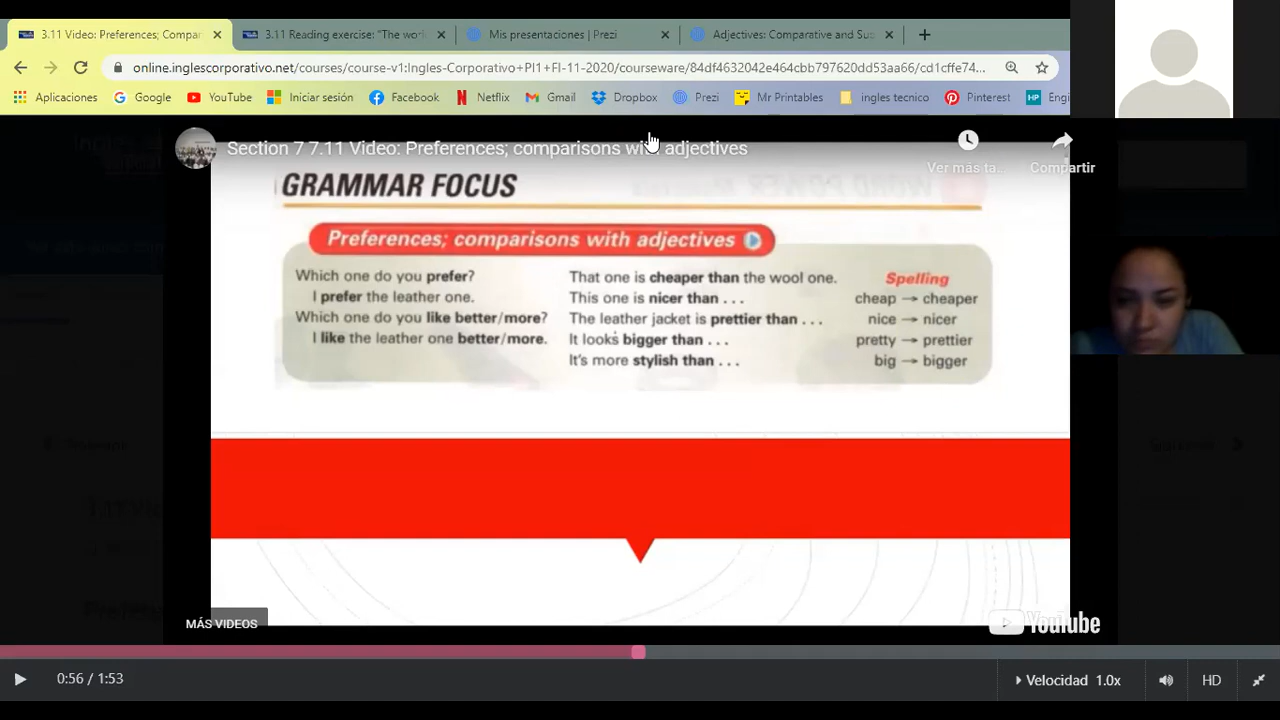 3.11 Video: Preferences; Compar
3.11 Reading exercise: "The worl
Mis presentaciones | Prezi
Adjectives: Comparative and Sup
online.inglescorporativo.net/courses/course-v1:Ingles-Corporativo+PI1+FI-11-2020/courseware/84df4632042e464cbb797620dd53aa66/cd1cffe74...
Aplicaciones Google YouTube Iniciar sesión Facebook Netflix Gmail Dropbox Prezi Mr Printables ingles tecnico Pinterest Engl
Section 7 7.11 Video: Preferences; comparisons with adjectives
Ver más ta... Compartir
GRAMMAR FOCUS
Preferences; comparisons with adjectives
Which one do you prefer?
I prefer the leather one.
Which one do you like better/more?
I like the leather one better/more.
That one is cheaper than the wool one.
This one is nicer than . . .
The leather jacket is prettier than . . .
It looks bigger than . . .
It's more stylish than . . .
Spelling
cheap → cheaper
nice → nicer
pretty → prettier
big → bigger
MÁS VIDEOS
YouTube
0:56 / 1:53
Velocidad 1.0x
HD